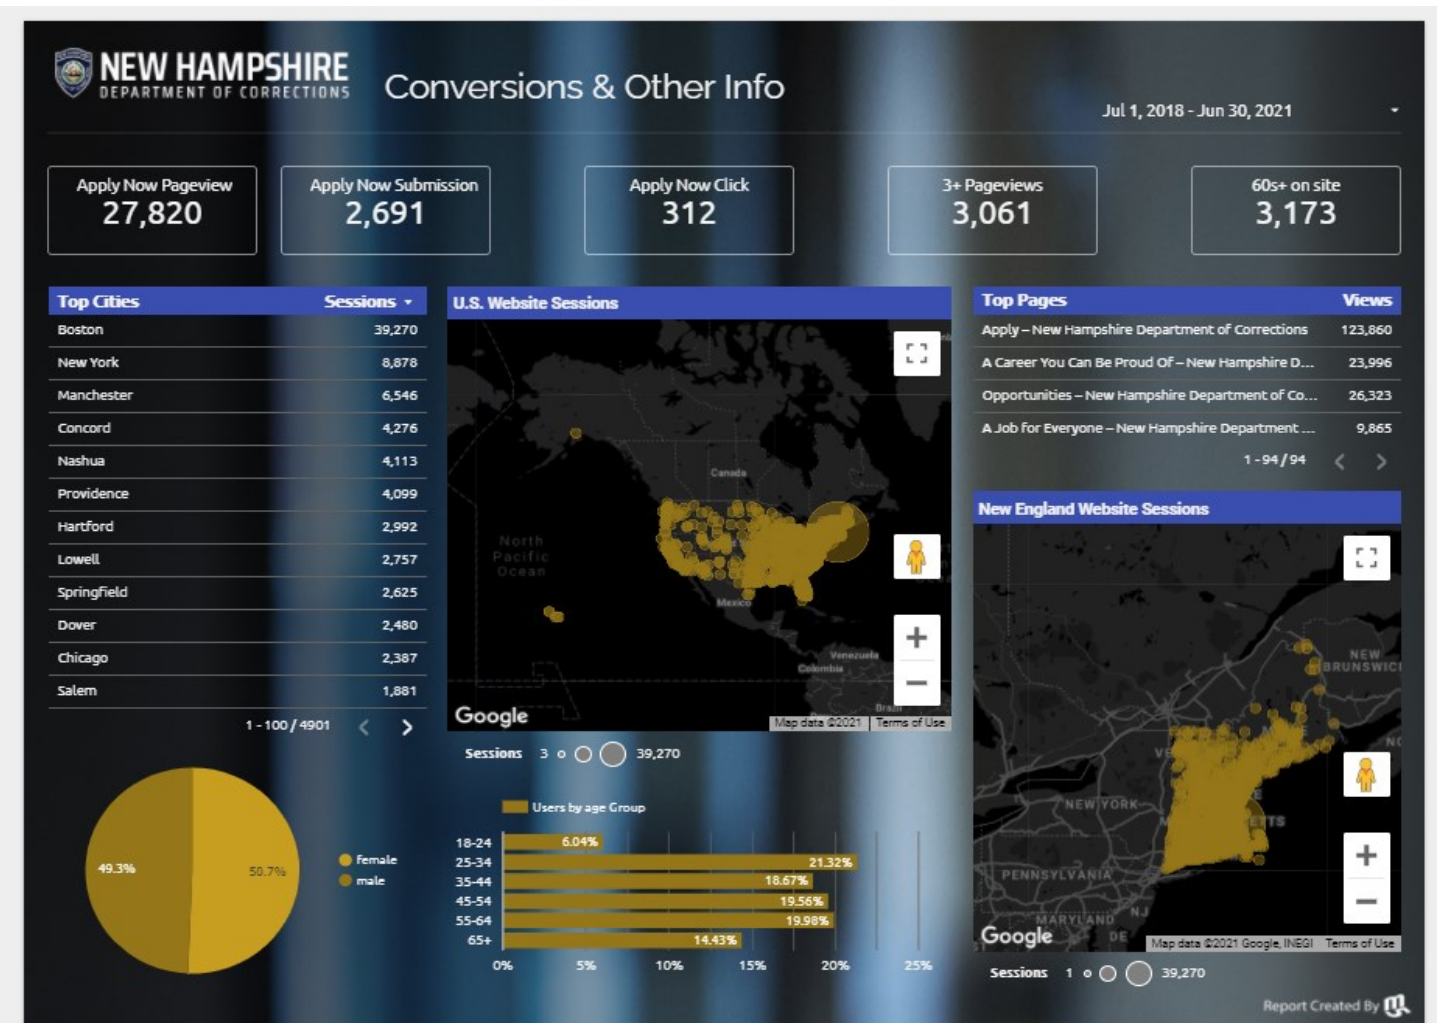 NEW HAMPSHIRE
DEPARTMENT OF CORRECTIONS
Conversions & Other Info
Jul 1, 2018 - Jun 30, 2021
Apply Now Pageview
27,820
Apply Now Submission
2,691
Apply Now Click
312
3+ Pageviews
3,061
60s+ on site
3,173
Top Cities Sessions
Boston 39,270
New York 8,878
Manchester 6,546
Concord 4,276
Nashua 4,113
Providence 4,099
Hartford 2,992
Lowell 2,757
Springfield 2,625
Dover 2,480
Chicago 2,387
Salem 1,881
1 - 100 / 4901
U.S. Website Sessions
Canada
North
Pacific
Ocean
Mexico
Venezuela
Colombia
Google
Map data ©2021 Terms of Use
Sessions 3 39,270
Top Pages Views
Apply – New Hampshire Department of Corrections 123,860
A Career You Can Be Proud Of – New Hampshire D... 23,996
Opportunities – New Hampshire Department of Co... 26,323
A Job for Everyone – New Hampshire Department ... 9,865
1 - 94 / 94
New England Website Sessions
NEW
BRUNSWIC
NEW YORK
PENNSYLVANIA
MARYLAND
NJ
DE
Google
Map data ©2021 Google, INEGI Terms of Use
Sessions 1 39,270
49.3%
50.7%
female
male
Users by age Group
18-24 6.04%
25-34 21.32%
35-44 18.67%
45-54 19.56%
55-64 19.98%
65+ 14.43%
0% 5% 10% 15% 20% 25%
Report Created By